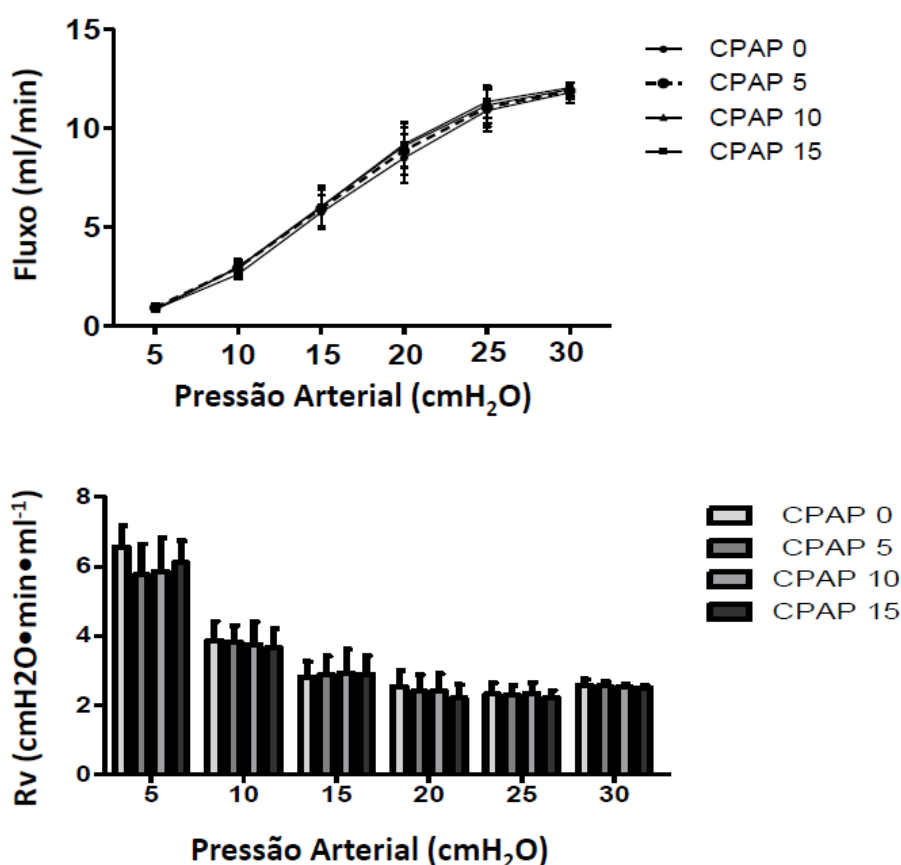 15
10
5
0
Fluxo (ml/min)
5 10 15 20 25 30
Pressão Arterial (cmH₂O)
CPAP 0
CPAP 5
CPAP 10
CPAP 15
8
6
4
2
0
Rv (cmH2O•min•ml⁻¹)
5 10 15 20 25 30
Pressão Arterial (cmH₂O)
CPAP 0
CPAP 5
CPAP 10
CPAP 15